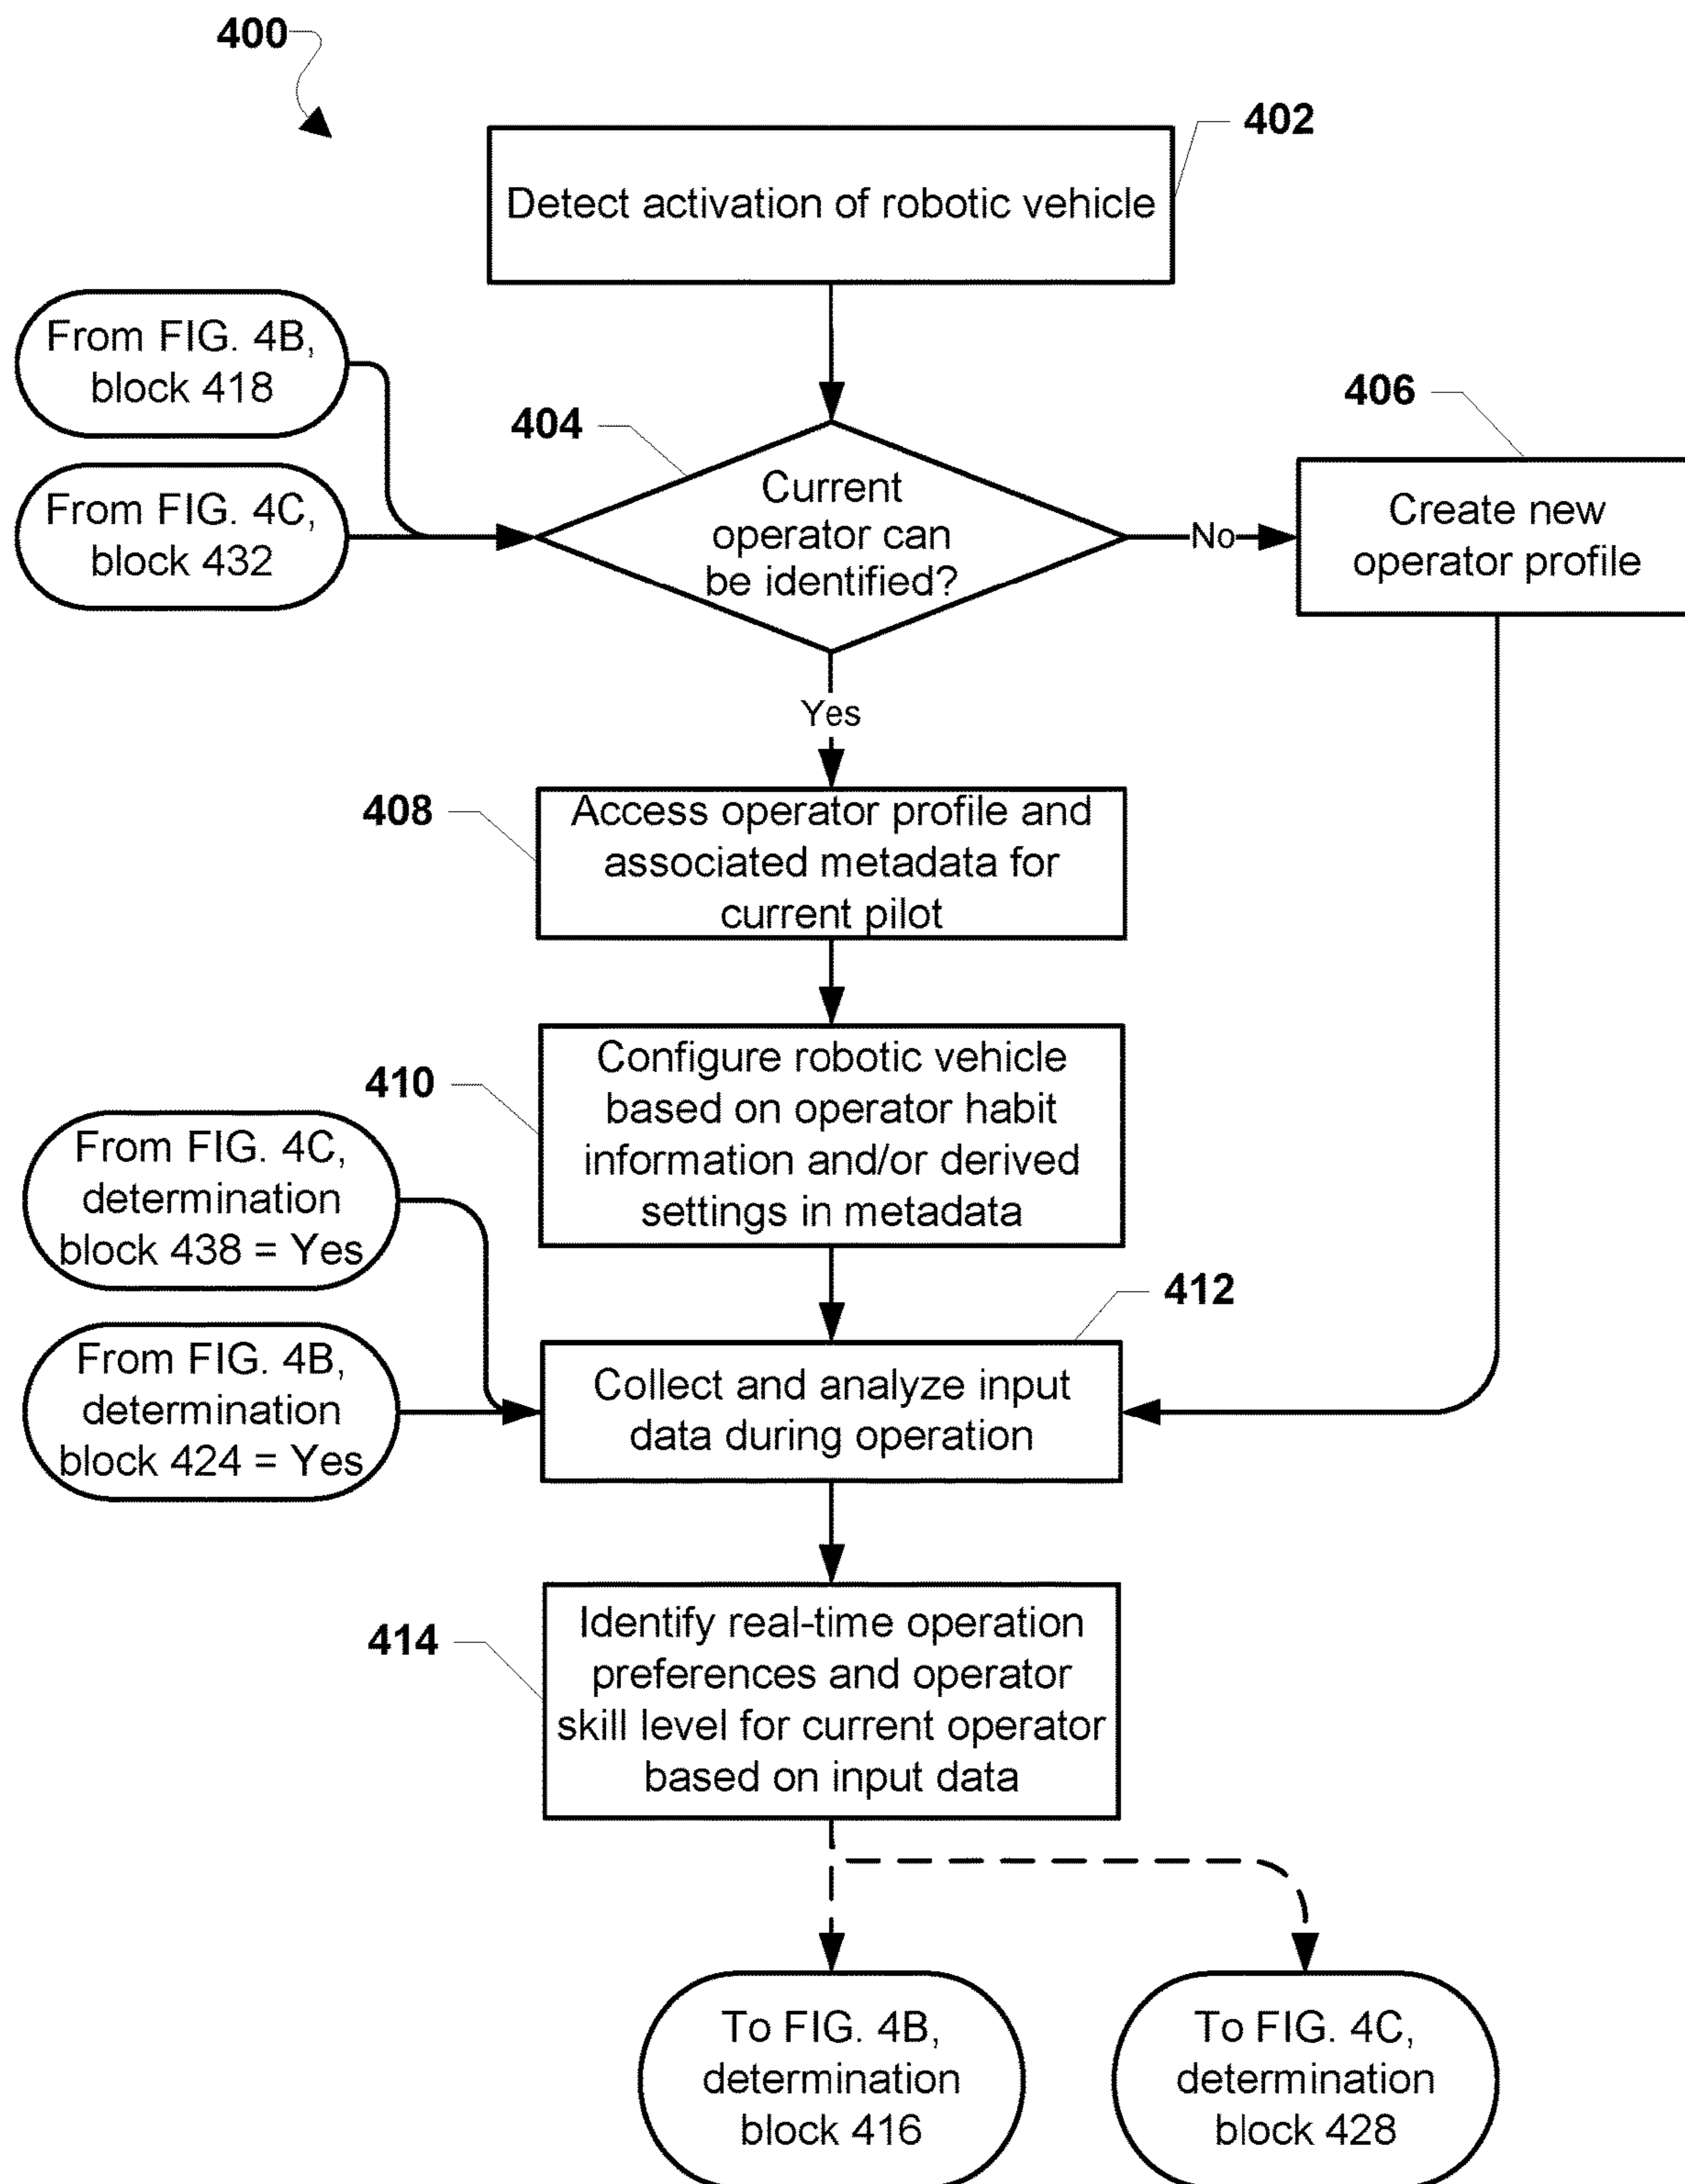 400
402
Detect activation of robotic vehicle
From FIG. 4B,
block 418
404
406
From FIG. 4C,
block 432
Current
operator can
be identified?
No
Create new
operator profile
Yes
408
Access operator profile and
associated metadata for
current pilot
410
Configure robotic vehicle
based on operator habit
information and/or derived
settings in metadata
From FIG. 4C,
determination
block 438 = Yes
412
From FIG. 4B,
determination
block 424 = Yes
Collect and analyze input
data during operation
414
Identify real-time operation
preferences and operator
skill level for current operator
based on input data
To FIG. 4B,
determination
block 416
To FIG. 4C,
determination
block 428